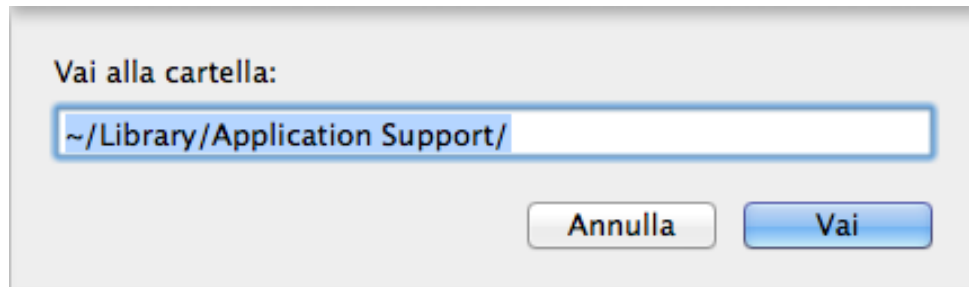 Vai alla cartella:
~/Library/Application Support/
Annulla Vai